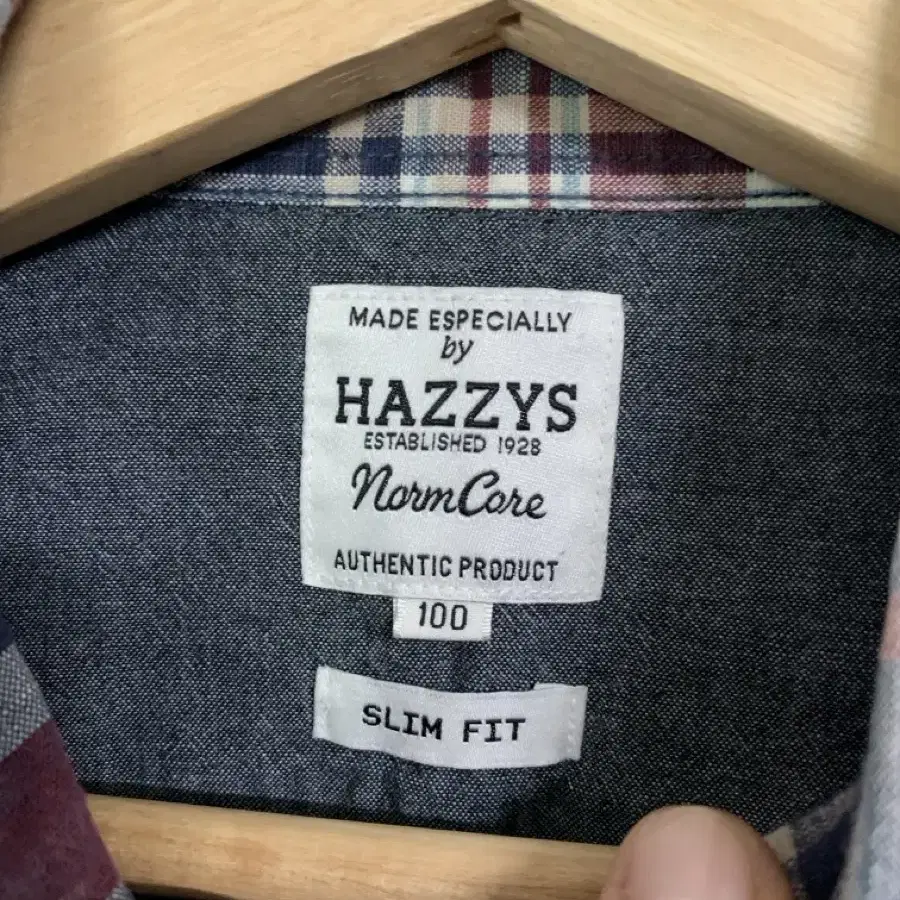 MADE ESPECIALLY
by
HAZZYS
ESTABLISHED 1928
NormCore
AUTHENTIC PRODUCT
100
SLIM FIT